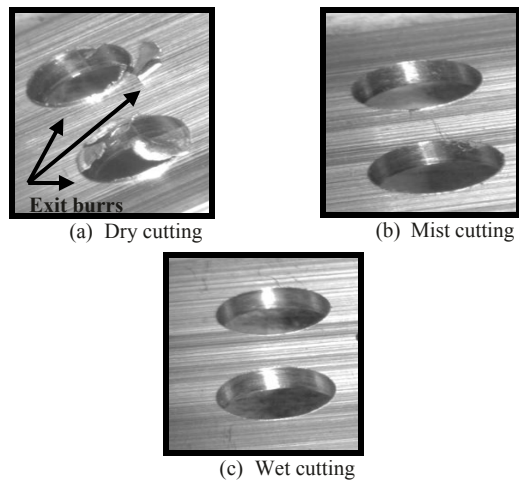 Exit burrs
(a) Dry cutting
(b) Mist cutting
(c) Wet cutting